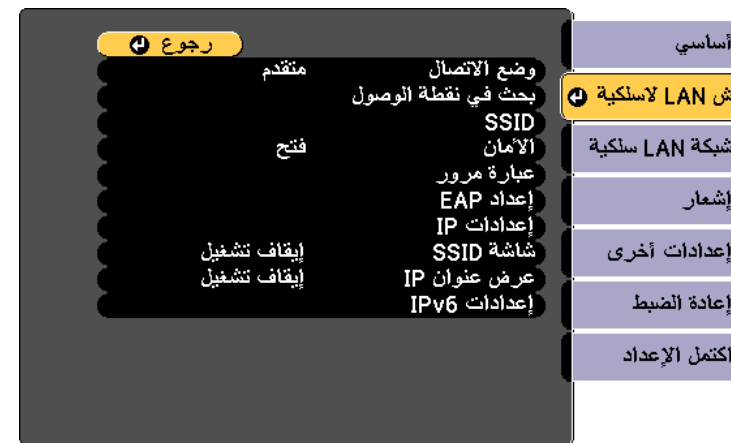 رجوع
وضع الاتصال متقدم
بحث في نقطة الوصول
SSID
الأمان فتح
عبارة مرور
إعداد EAP
إعدادات IP
شاشة SSID إيقاف تشغيل
عرض عنوان IP إيقاف تشغيل
إعدادات IPv6
أساسي
ش LAN لاسلكية
شبكة LAN سلكية
إشعار
إعدادات أخرى
إعادة الضبط
اكتمل الإعداد